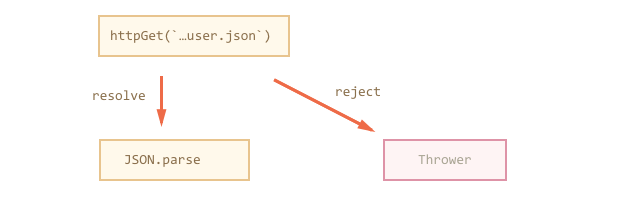 httpGet(`…user.json`)
resolve
reject
JSON.parse
Thrower